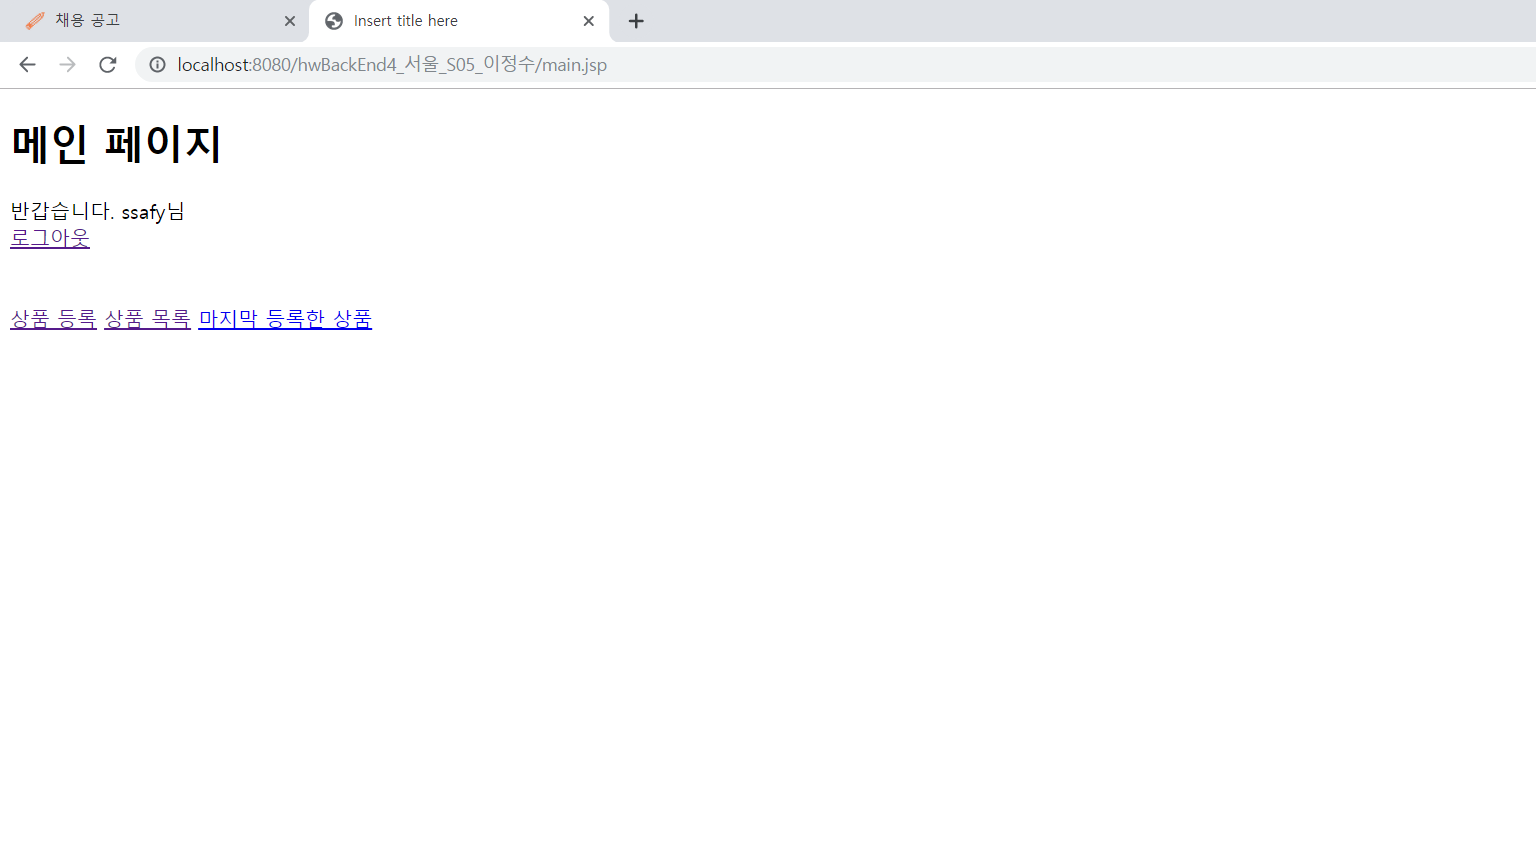 채용 공고
Insert title here
localhost:8080/hwBackEnd4_서울_S05_이정수/main.jsp
메인 페이지
반갑습니다. ssafy님
로그아웃
상품 등록 상품 목록 마지막 등록한 상품